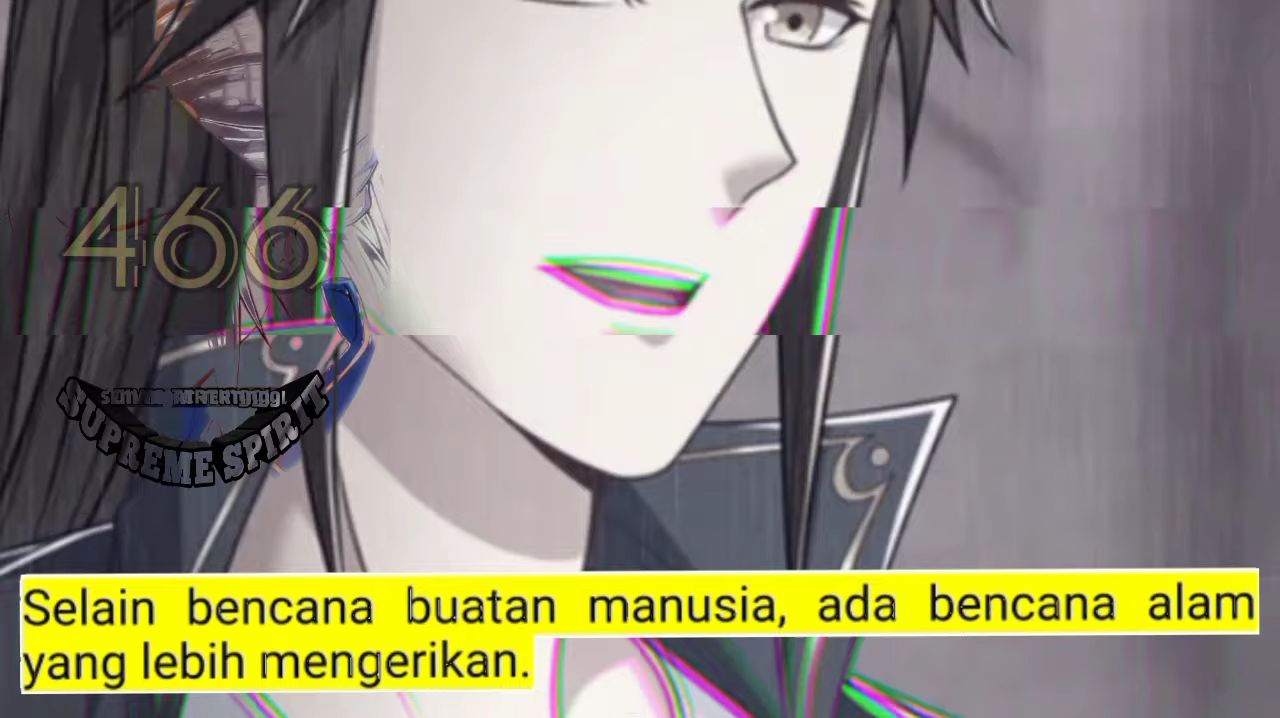 466
SUPREME SPIRIT
Selain bencana buatan manusia, ada bencana alam
yang lebih mengerikan.